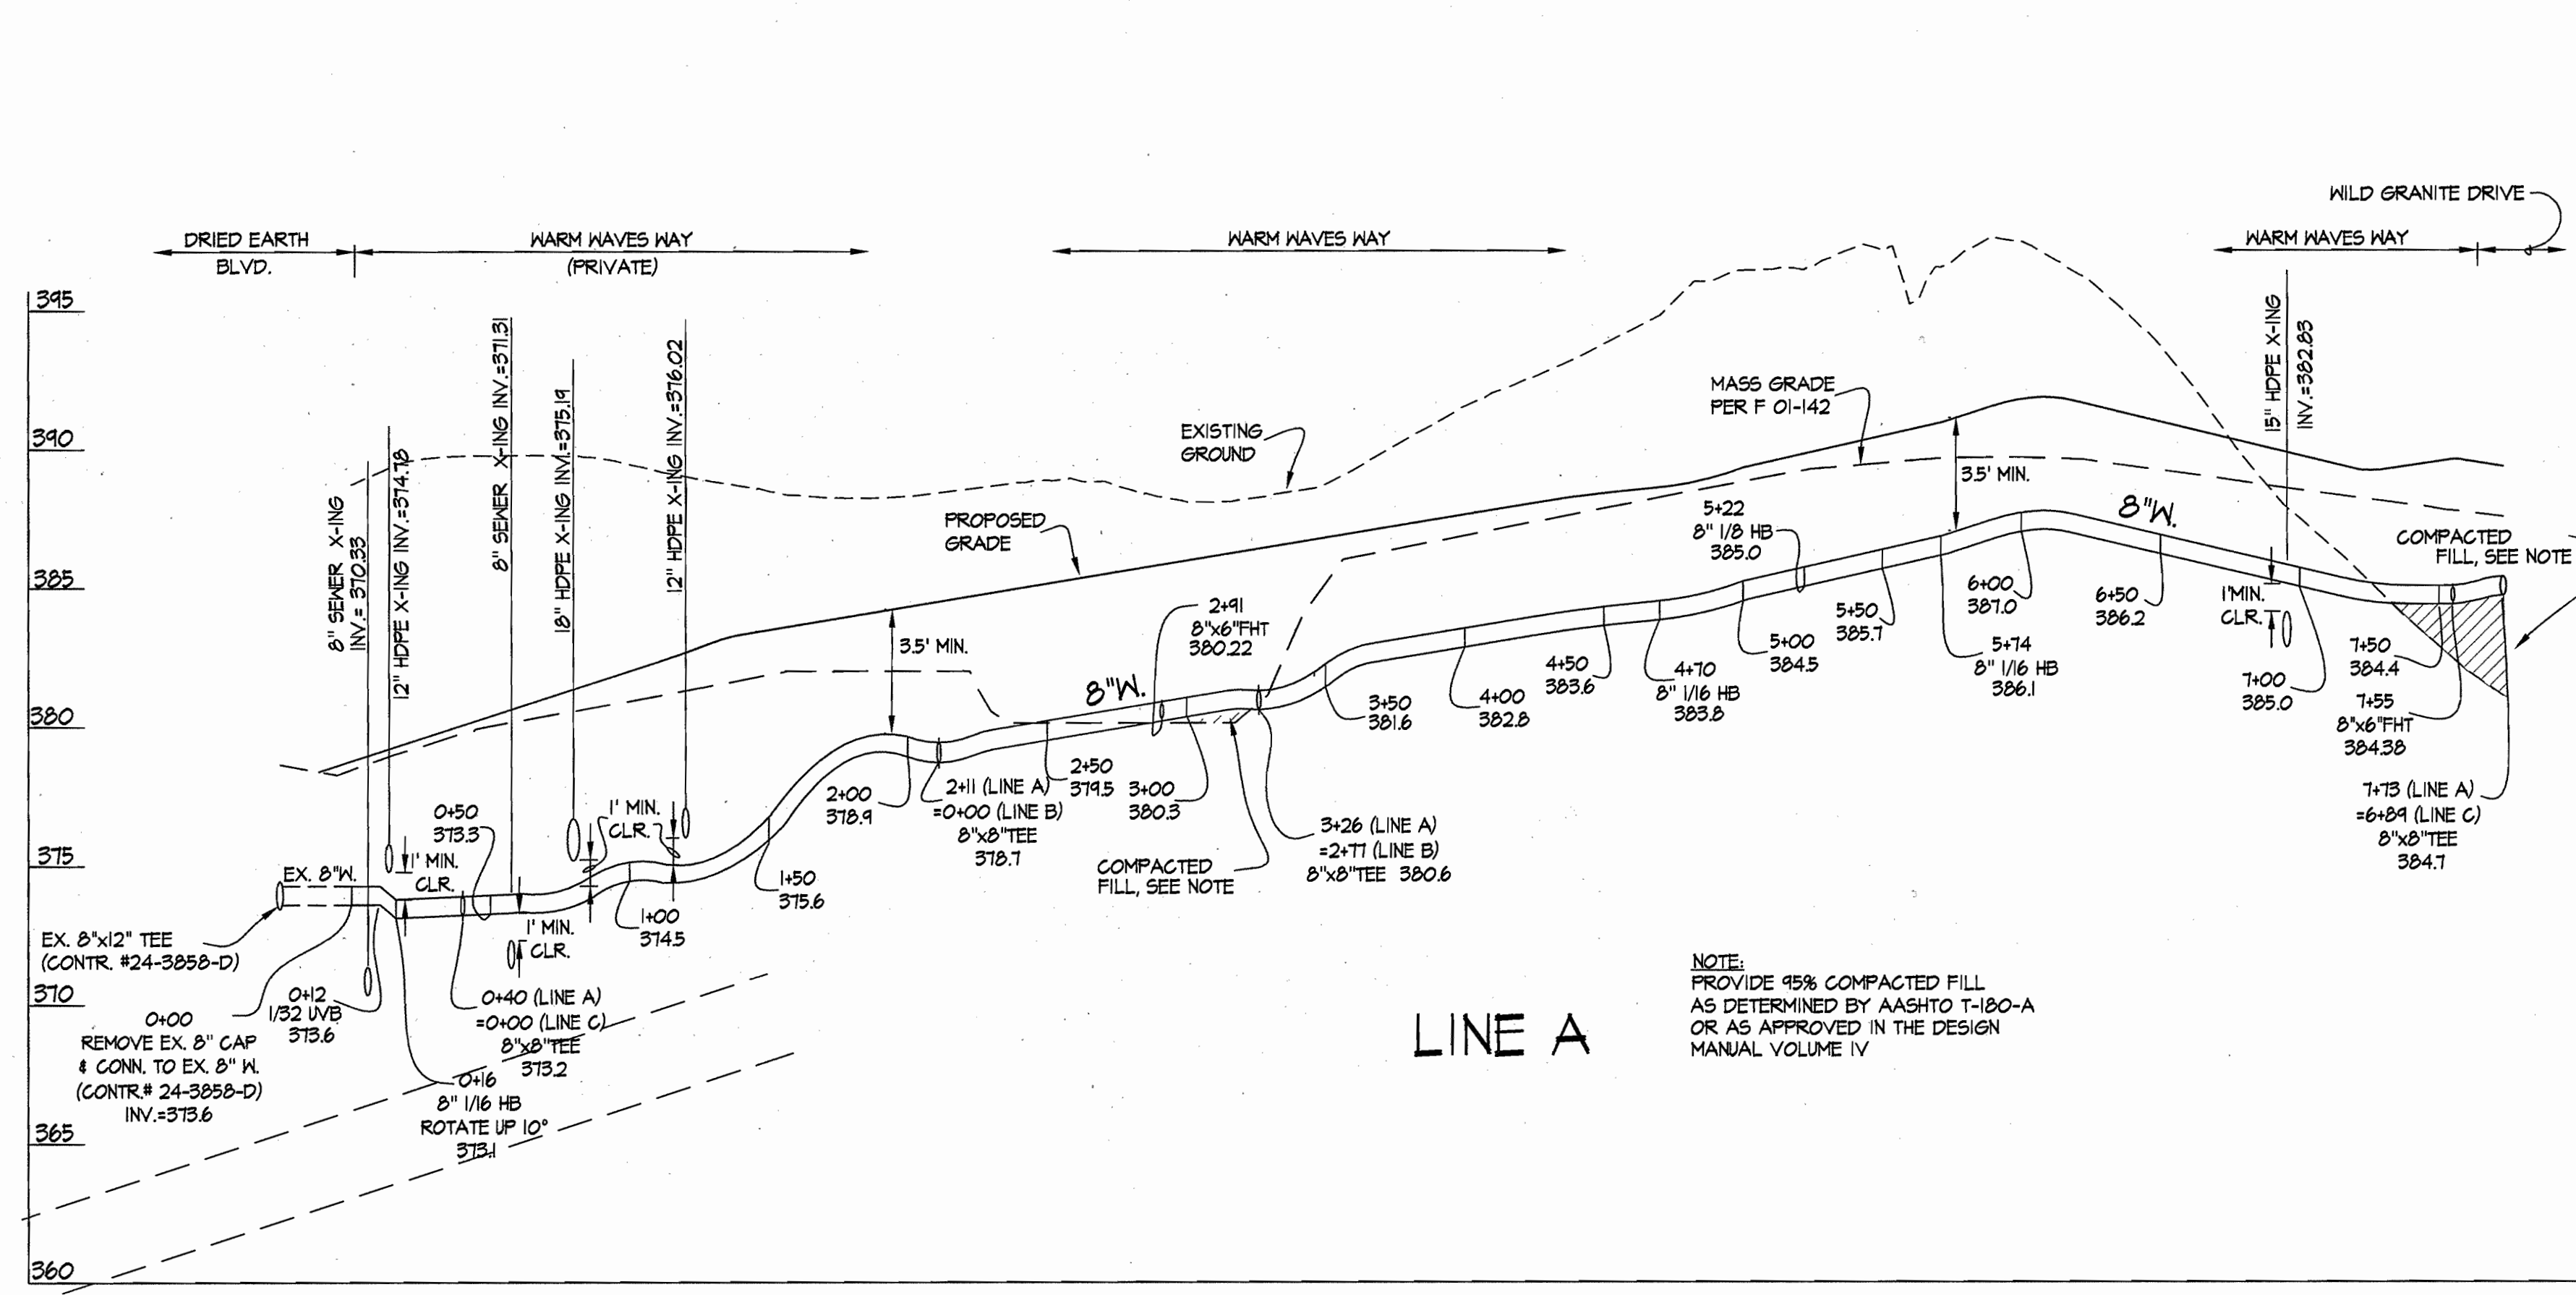 WILD GRANITE DRIVE
DRIED EARTH
BLVD.
WARM WAVES WAY
(PRIVATE)
WARM WAVES WAY
WARM WAVES WAY
395
390
385
380
375
370
365
360
8" SEWER X-ING
INV.= 370.33
12" HDPE X-ING INV.=374.78
8" SEWER X-ING INV.=371.31
18" HDPE X-ING INV.=375.19
12" HDPE X-ING INV.=376.02
15" HDPE X-ING
INV.=382.83
EXISTING
GROUND
MASS GRADE
PER F 01-142
PROPOSED
GRADE
3.5' MIN.
3.5' MIN.
8"W.
8"W.
COMPACTED
FILL, SEE NOTE
EX. 8"W.
1' MIN.
CLR.
1' MIN.
CLR.
1' MIN.
CLR.
1'MIN.
CLR.
EX. 8"x12" TEE
(CONTR. #24-3858-D)
0+00
REMOVE EX. 8" CAP
& CONN. TO EX. 8" W.
(CONTR.# 24-3858-D)
INV.=373.6
0+12
1/32 UVB
373.6
0+16
8" 1/16 HB
ROTATE UP 10°
373.1
0+40 (LINE A)
=0+00 (LINE C)
8"x8"TEE
373.2
0+50
373.3
1+00
374.5
1+50
375.6
2+00
378.9
2+11 (LINE A)
=0+00 (LINE B)
8"x8"TEE
378.7
2+50
379.5
2+91
8"x6"FHT
380.22
3+00
380.3
COMPACTED
FILL, SEE NOTE
3+26 (LINE A)
=2+77 (LINE B)
8"x8"TEE 380.6
3+50
381.6
4+00
382.8
4+50
383.6
4+70
8" 1/16 HB
383.8
5+00
384.5
5+22
8" 1/8 HB
385.0
5+50
385.7
5+74
8" 1/16 HB
386.1
6+00
387.0
6+50
386.2
7+00
385.0
7+50
384.4
7+55
8"x6"FHT
384.38
7+73 (LINE A)
=6+89 (LINE C)
8"x8"TEE
384.7
LINE A
NOTE:
PROVIDE 95% COMPACTED FILL
AS DETERMINED BY AASHTO T-180-A
OR AS APPROVED IN THE DESIGN
MANUAL VOLUME IV